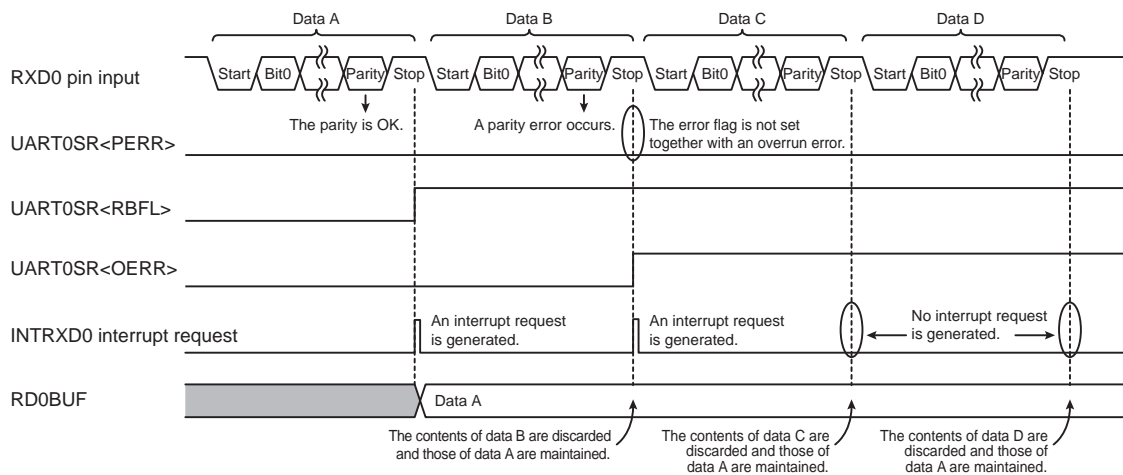 Data A
Data B
Data C
Data D
RXD0 pin input
Start Bit0 Parity Stop Start Bit0 Parity Stop Start Bit0 Parity Stop Start Bit0 Parity Stop
The parity is OK.
A parity error occurs.
The error flag is not set
together with an overrun error.
UART0SR<PERR>
UART0SR<RBFL>
UART0SR<OERR>
INTRXD0 interrupt request
An interrupt request
is generated.
An interrupt request
is generated.
No interrupt request
is generated.
RD0BUF
Data A
The contents of data B are discarded
and those of data A are maintained.
The contents of data C are
discarded and those of
data A are maintained.
The contents of data D are
discarded and those of
data A are maintained.